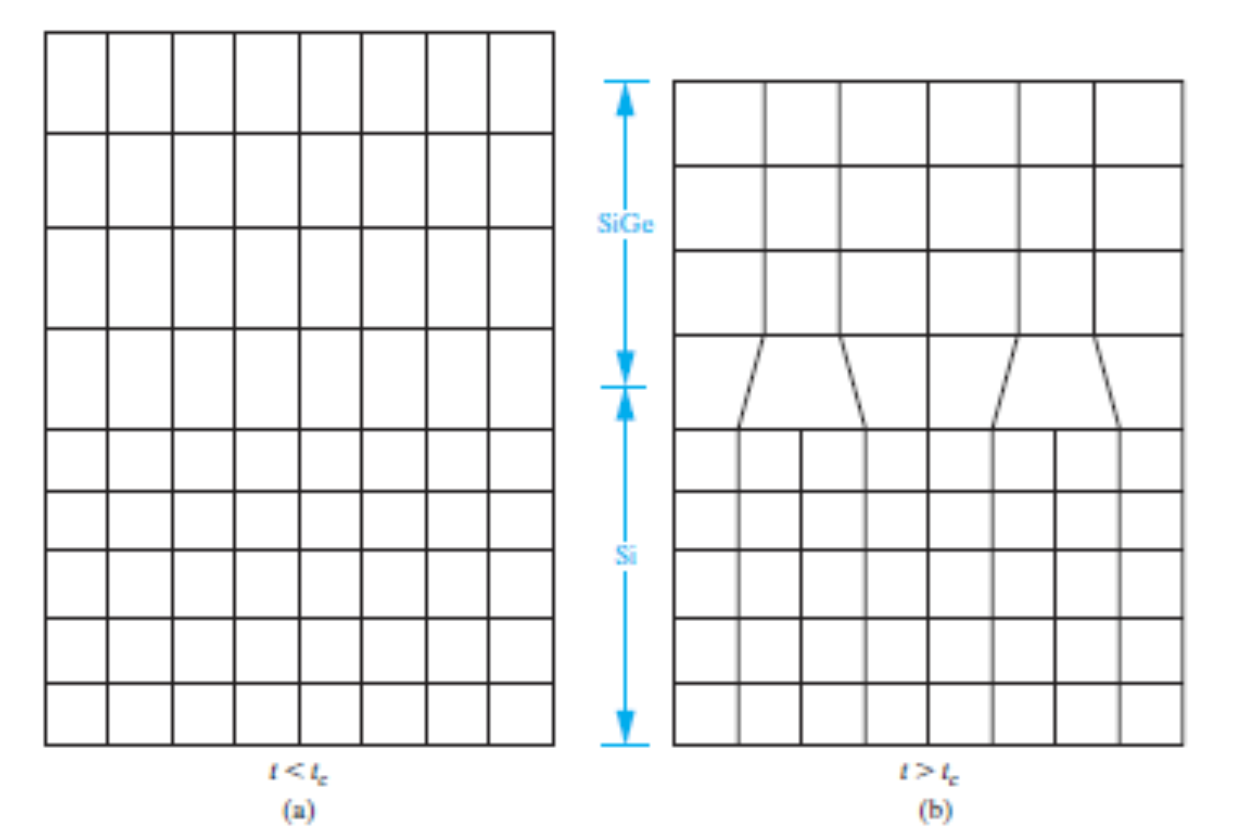 SiGe
Si
t < t_c
t > t_c
(a)
(b)